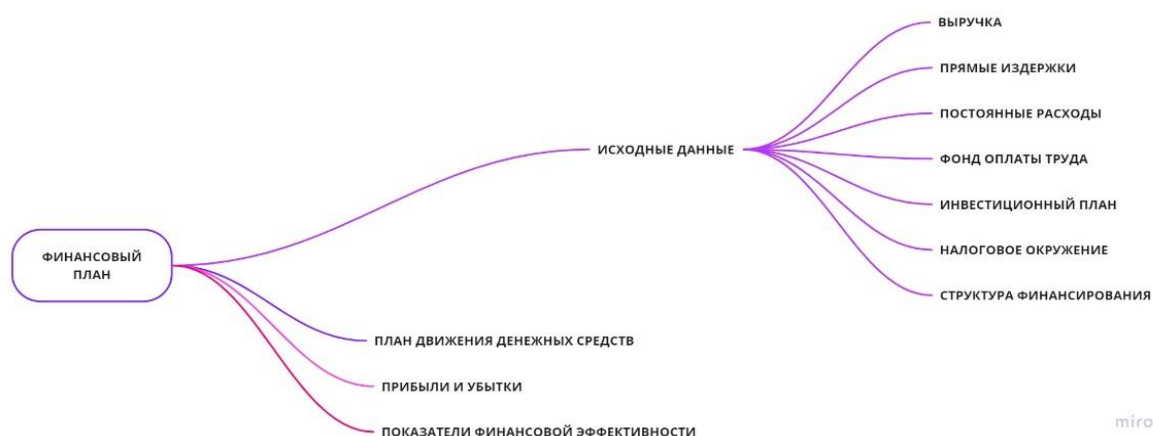 ФИНАНСОВЫЙ
ПЛАН
ИСХОДНЫЕ ДАННЫЕ
ВЫРУЧКА
ПРЯМЫЕ ИЗДЕРЖКИ
ПОСТОЯННЫЕ РАСХОДЫ
ФОНД ОПЛАТЫ ТРУДА
ИНВЕСТИЦИОННЫЙ ПЛАН
НАЛОГОВОЕ ОКРУЖЕНИЕ
СТРУКТУРА ФИНАНСИРОВАНИЯ
ПЛАН ДВИЖЕНИЯ ДЕНЕЖНЫХ СРЕДСТВ
ПРИБЫЛИ И УБЫТКИ
ПОКАЗАТЕЛИ ФИНАНСОВОЙ ЭФФЕКТИВНОСТИ
miro